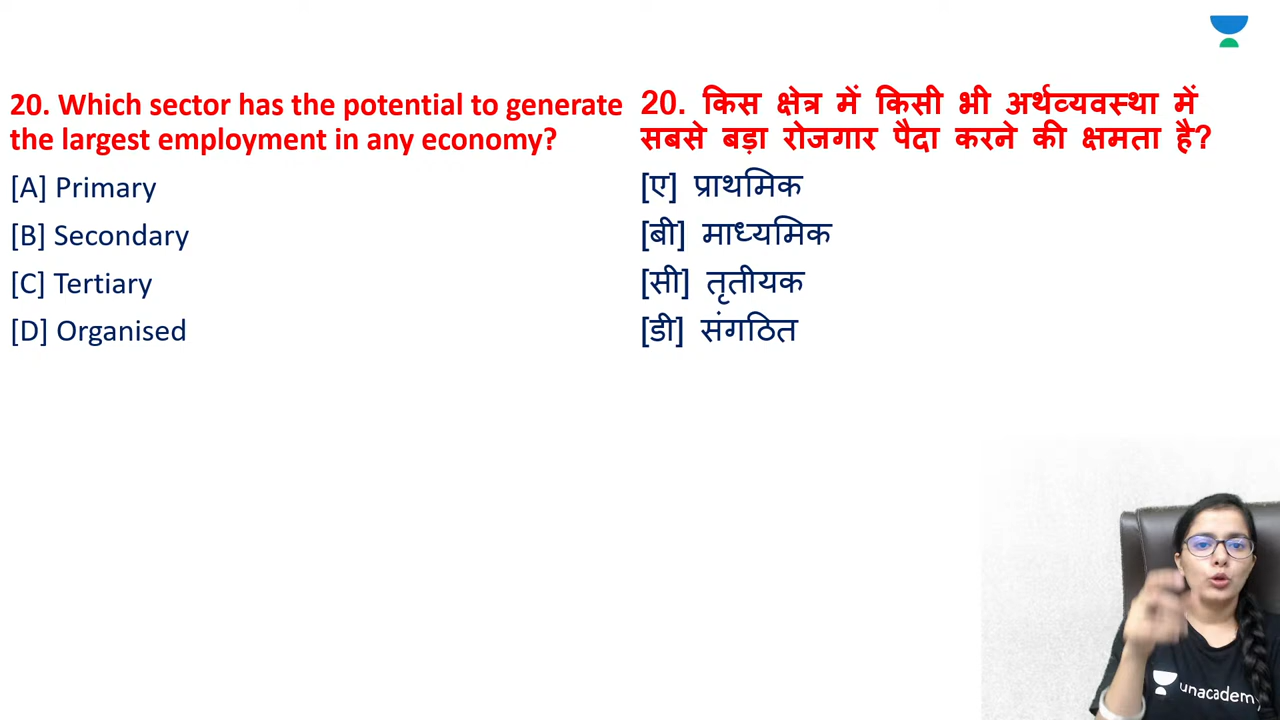 20. Which sector has the potential to generate
the largest employment in any economy?
[A] Primary
[B] Secondary
[C] Tertiary
[D] Organised
20. किस क्षेत्र में किसी भी अर्थव्यवस्था में
सबसे बड़ा रोजगार पैदा करने की क्षमता है?
[ए] प्राथमिक
[बी] माध्यमिक
[सी] तृतीयक
[डी] संगठित
unacademy